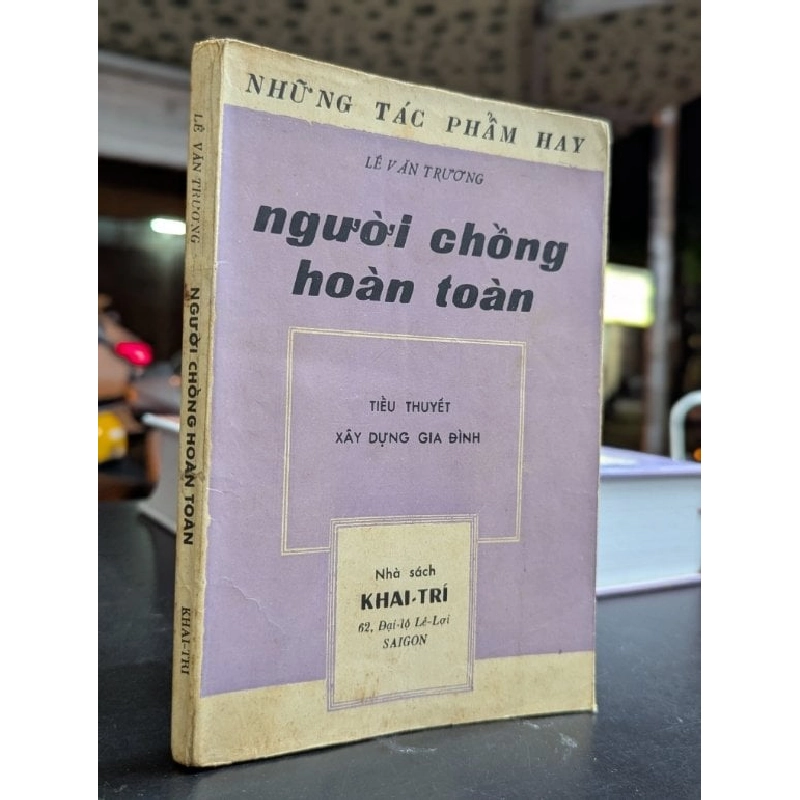 NHỮNG TÁC PHẨM HAY
LÊ VĂN TRƯƠNG
người chồng
hoàn toàn
TIỂU THUYẾT
XÂY DỰNG GIA ĐÌNH
Nhà sách
KHAI-TRÍ
62, Đại-lộ Lê-Lợi
SAIGON
LÊ VĂN TRƯƠNG NGƯỜI CHỒNG HOÀN TOÀN KHAI-TRI